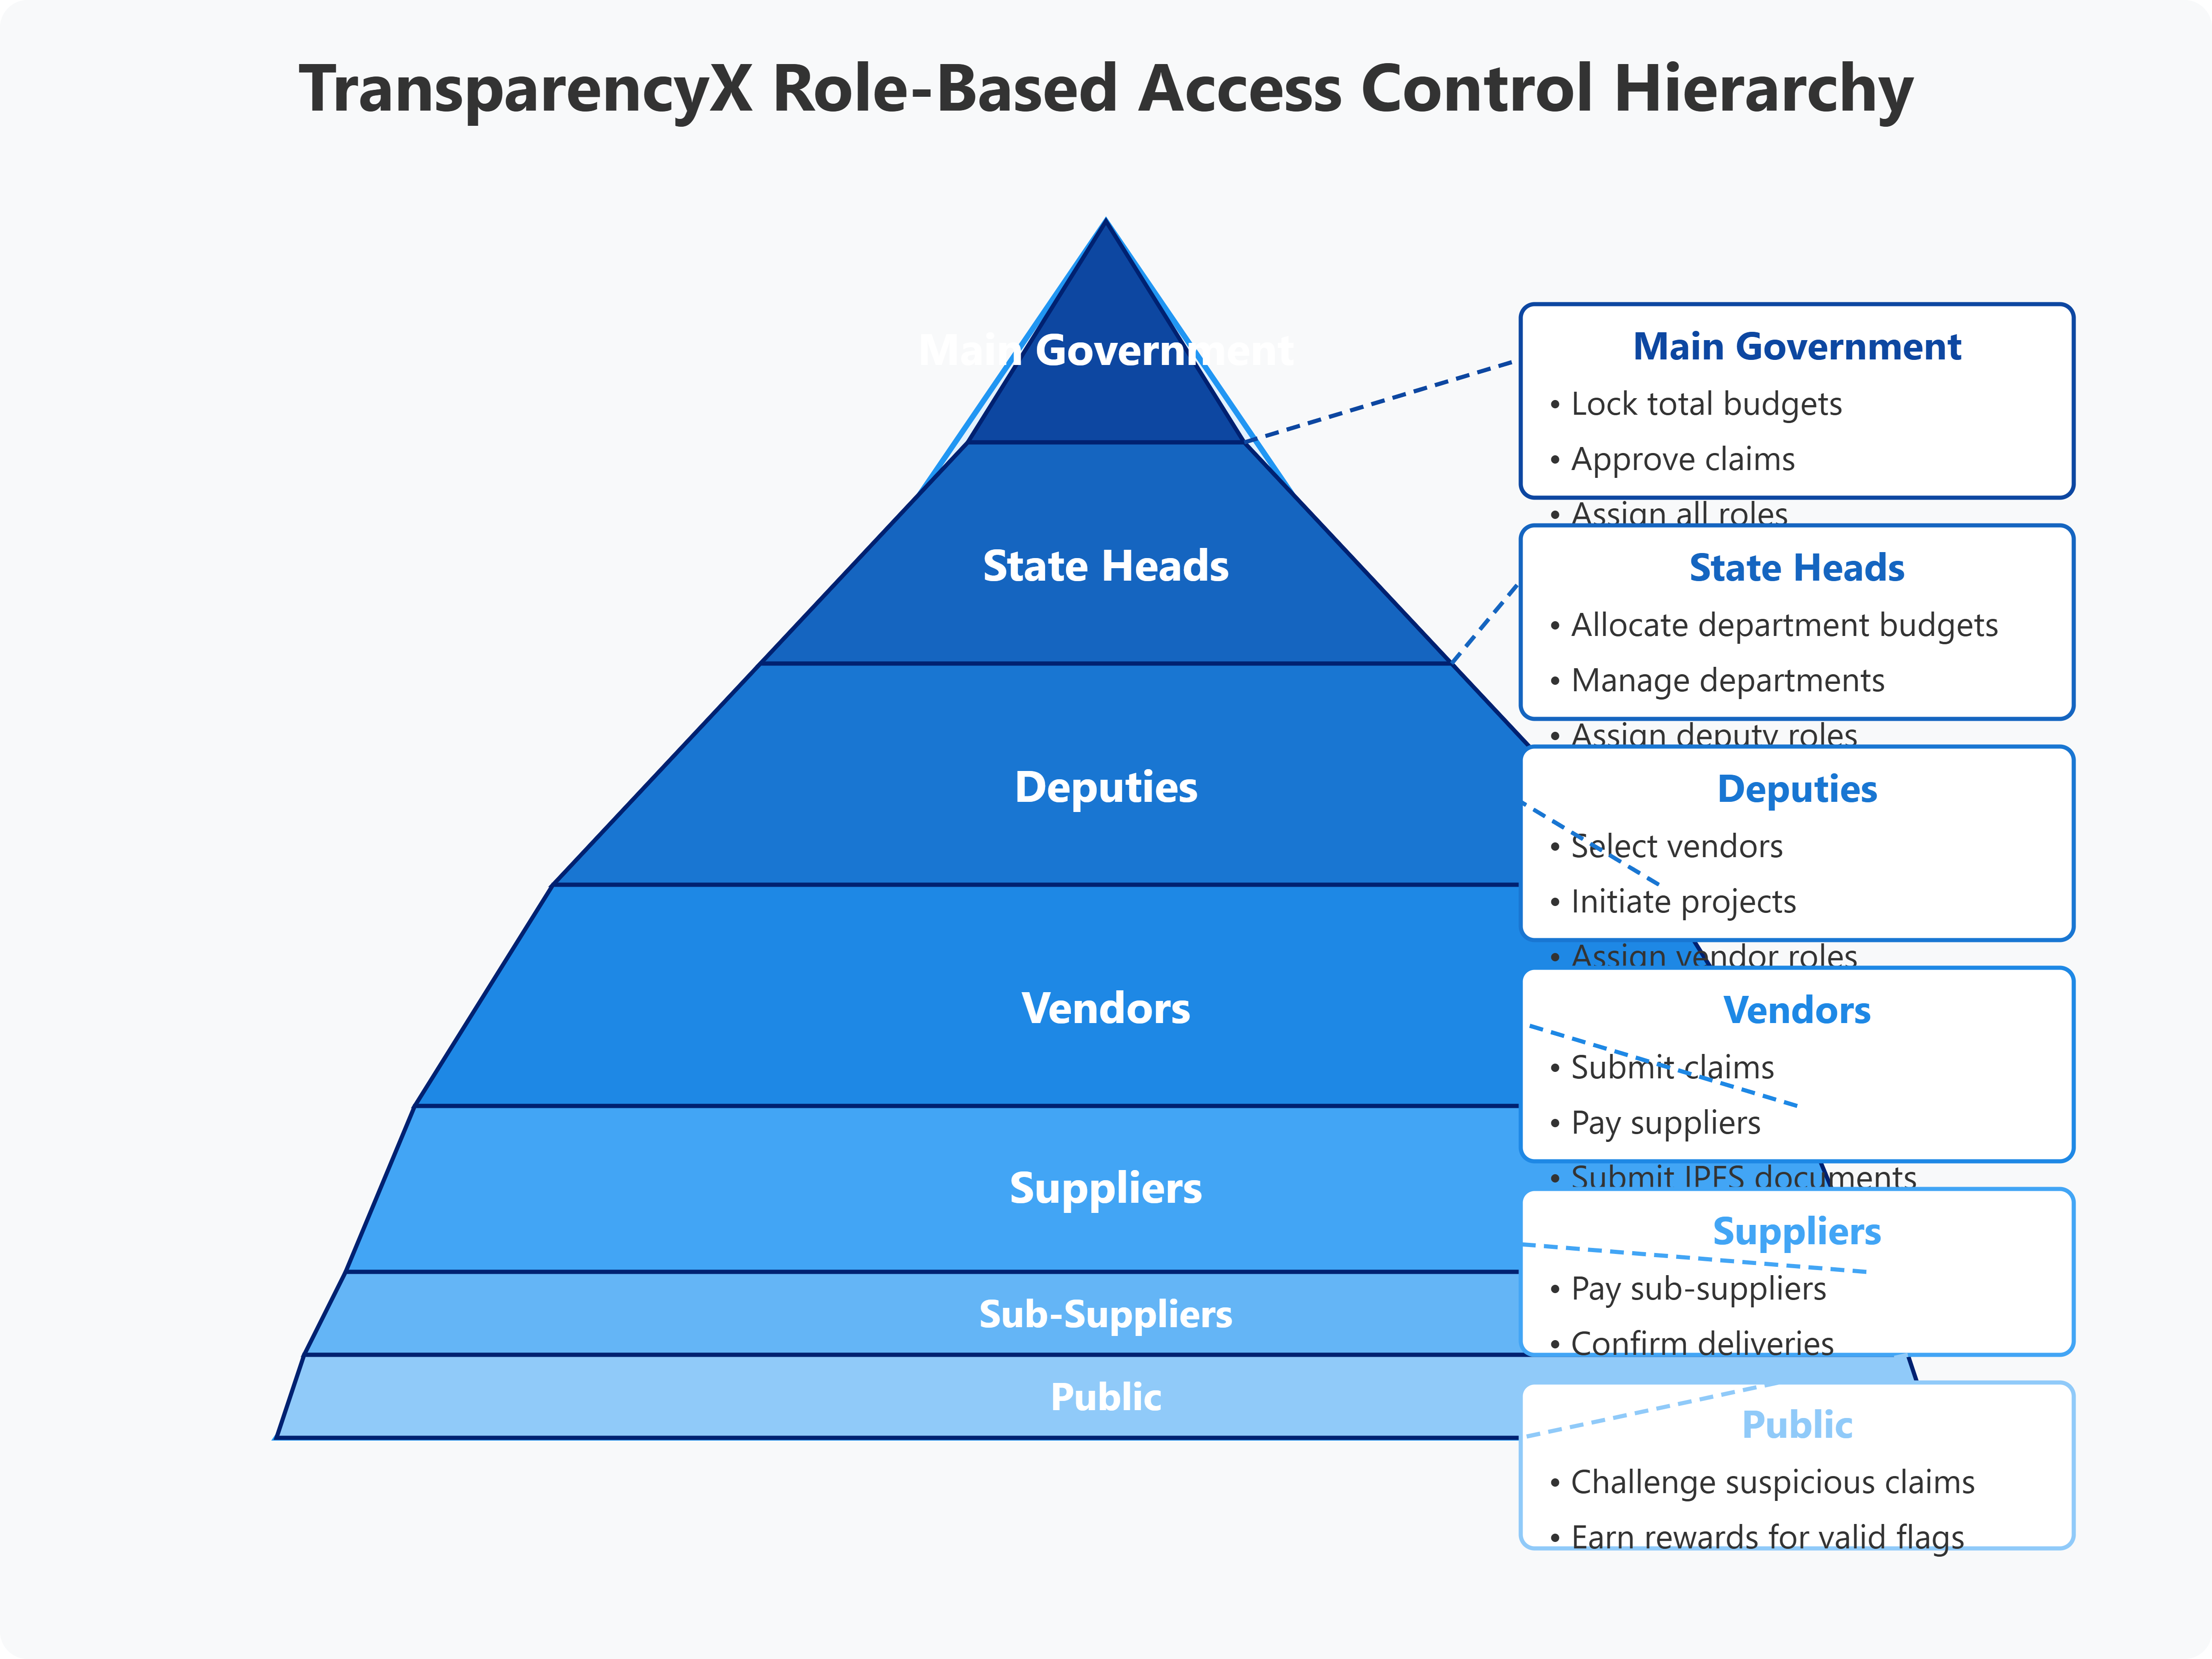 TransparencyX Role-Based Access Control Hierarchy
Main Government
State Heads
Deputies
Vendors
Suppliers
Sub-Suppliers
Public
Main Government
• Lock total budgets
• Approve claims
• Assign all roles
State Heads
• Allocate department budgets
• Manage departments
• Assign deputy roles
Deputies
• Select vendors
• Initiate projects
• Assign vendor roles
Vendors
• Submit claims
• Pay suppliers
• Submit IPFS documents
Suppliers
• Pay sub-suppliers
• Confirm deliveries
Public
• Challenge suspicious claims
• Earn rewards for valid flags